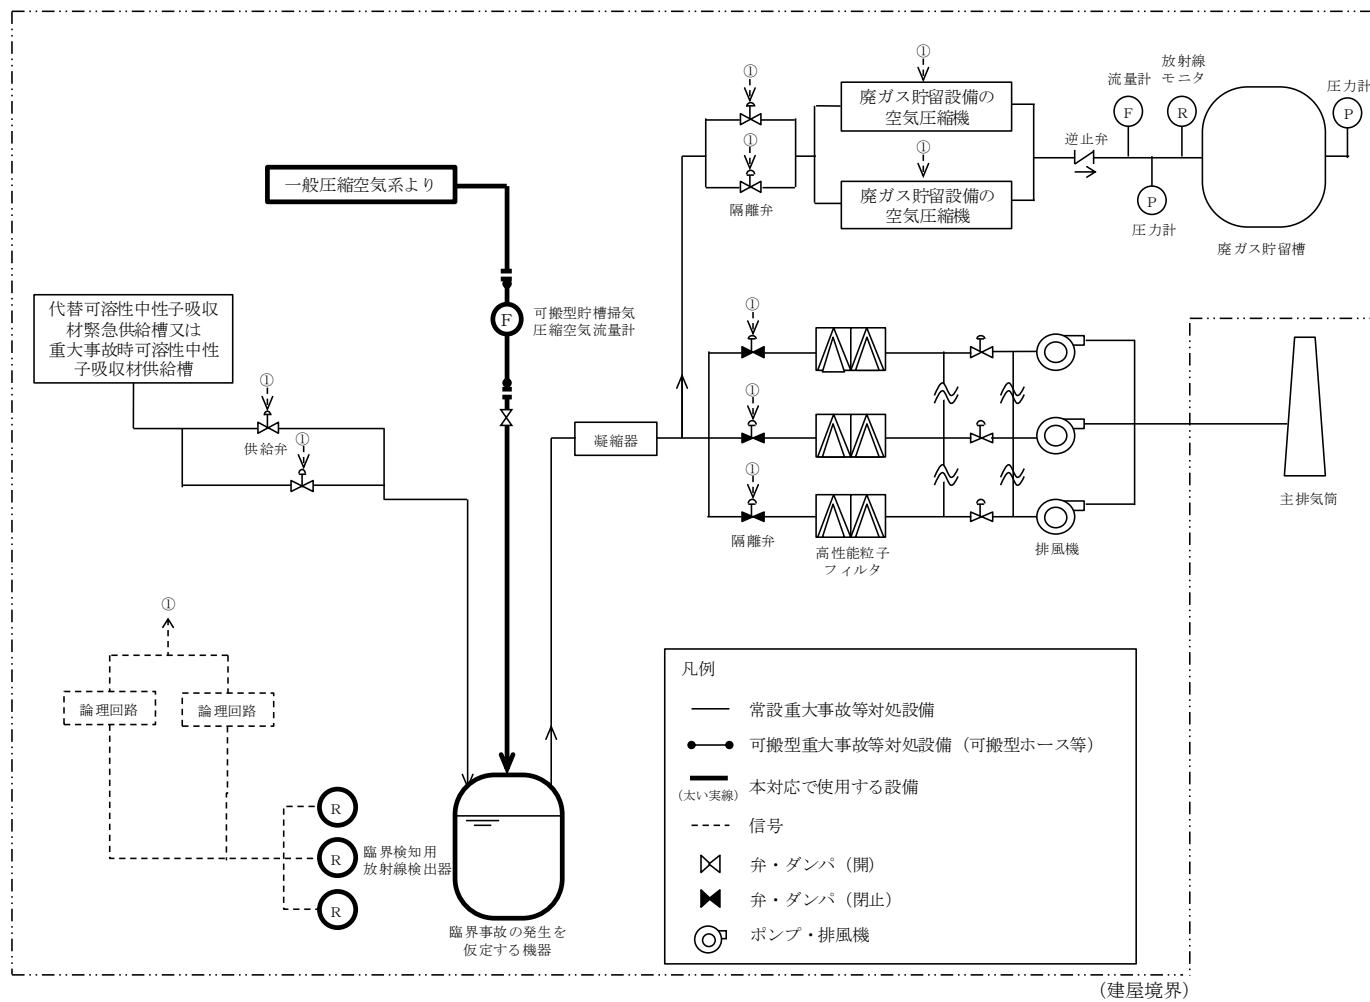 ①
廃ガス貯留設備の
空気圧縮機
①
廃ガス貯留設備の
空気圧縮機
①
①
隔離弁
逆止弁
流量計
F
放射線
モニタ
R
P
圧力計
圧力計
P
廃ガス貯留槽
一般圧縮空気系より
F
可搬型貯槽掃気
圧縮空気流量計
代替可溶性中性子吸収
材緊急供給槽又は
重大事故時可溶性中性
子吸収材供給槽
①
供給弁
①
凝縮器
①
①
①
隔離弁
高性能粒子
フィルタ
排風機
主排気筒
①
論理回路
論理回路
R
R
R
臨界検知用
放射線検出器
臨界事故の発生を
仮定する機器
凡例
常設重大事故等対処設備
可搬型重大事故等対処設備（可搬型ホース等）
(太い実線)
本対応で使用する設備
信号
弁・ダンパ（開）
弁・ダンパ（閉止）
ポンプ・排風機
（建屋境界）